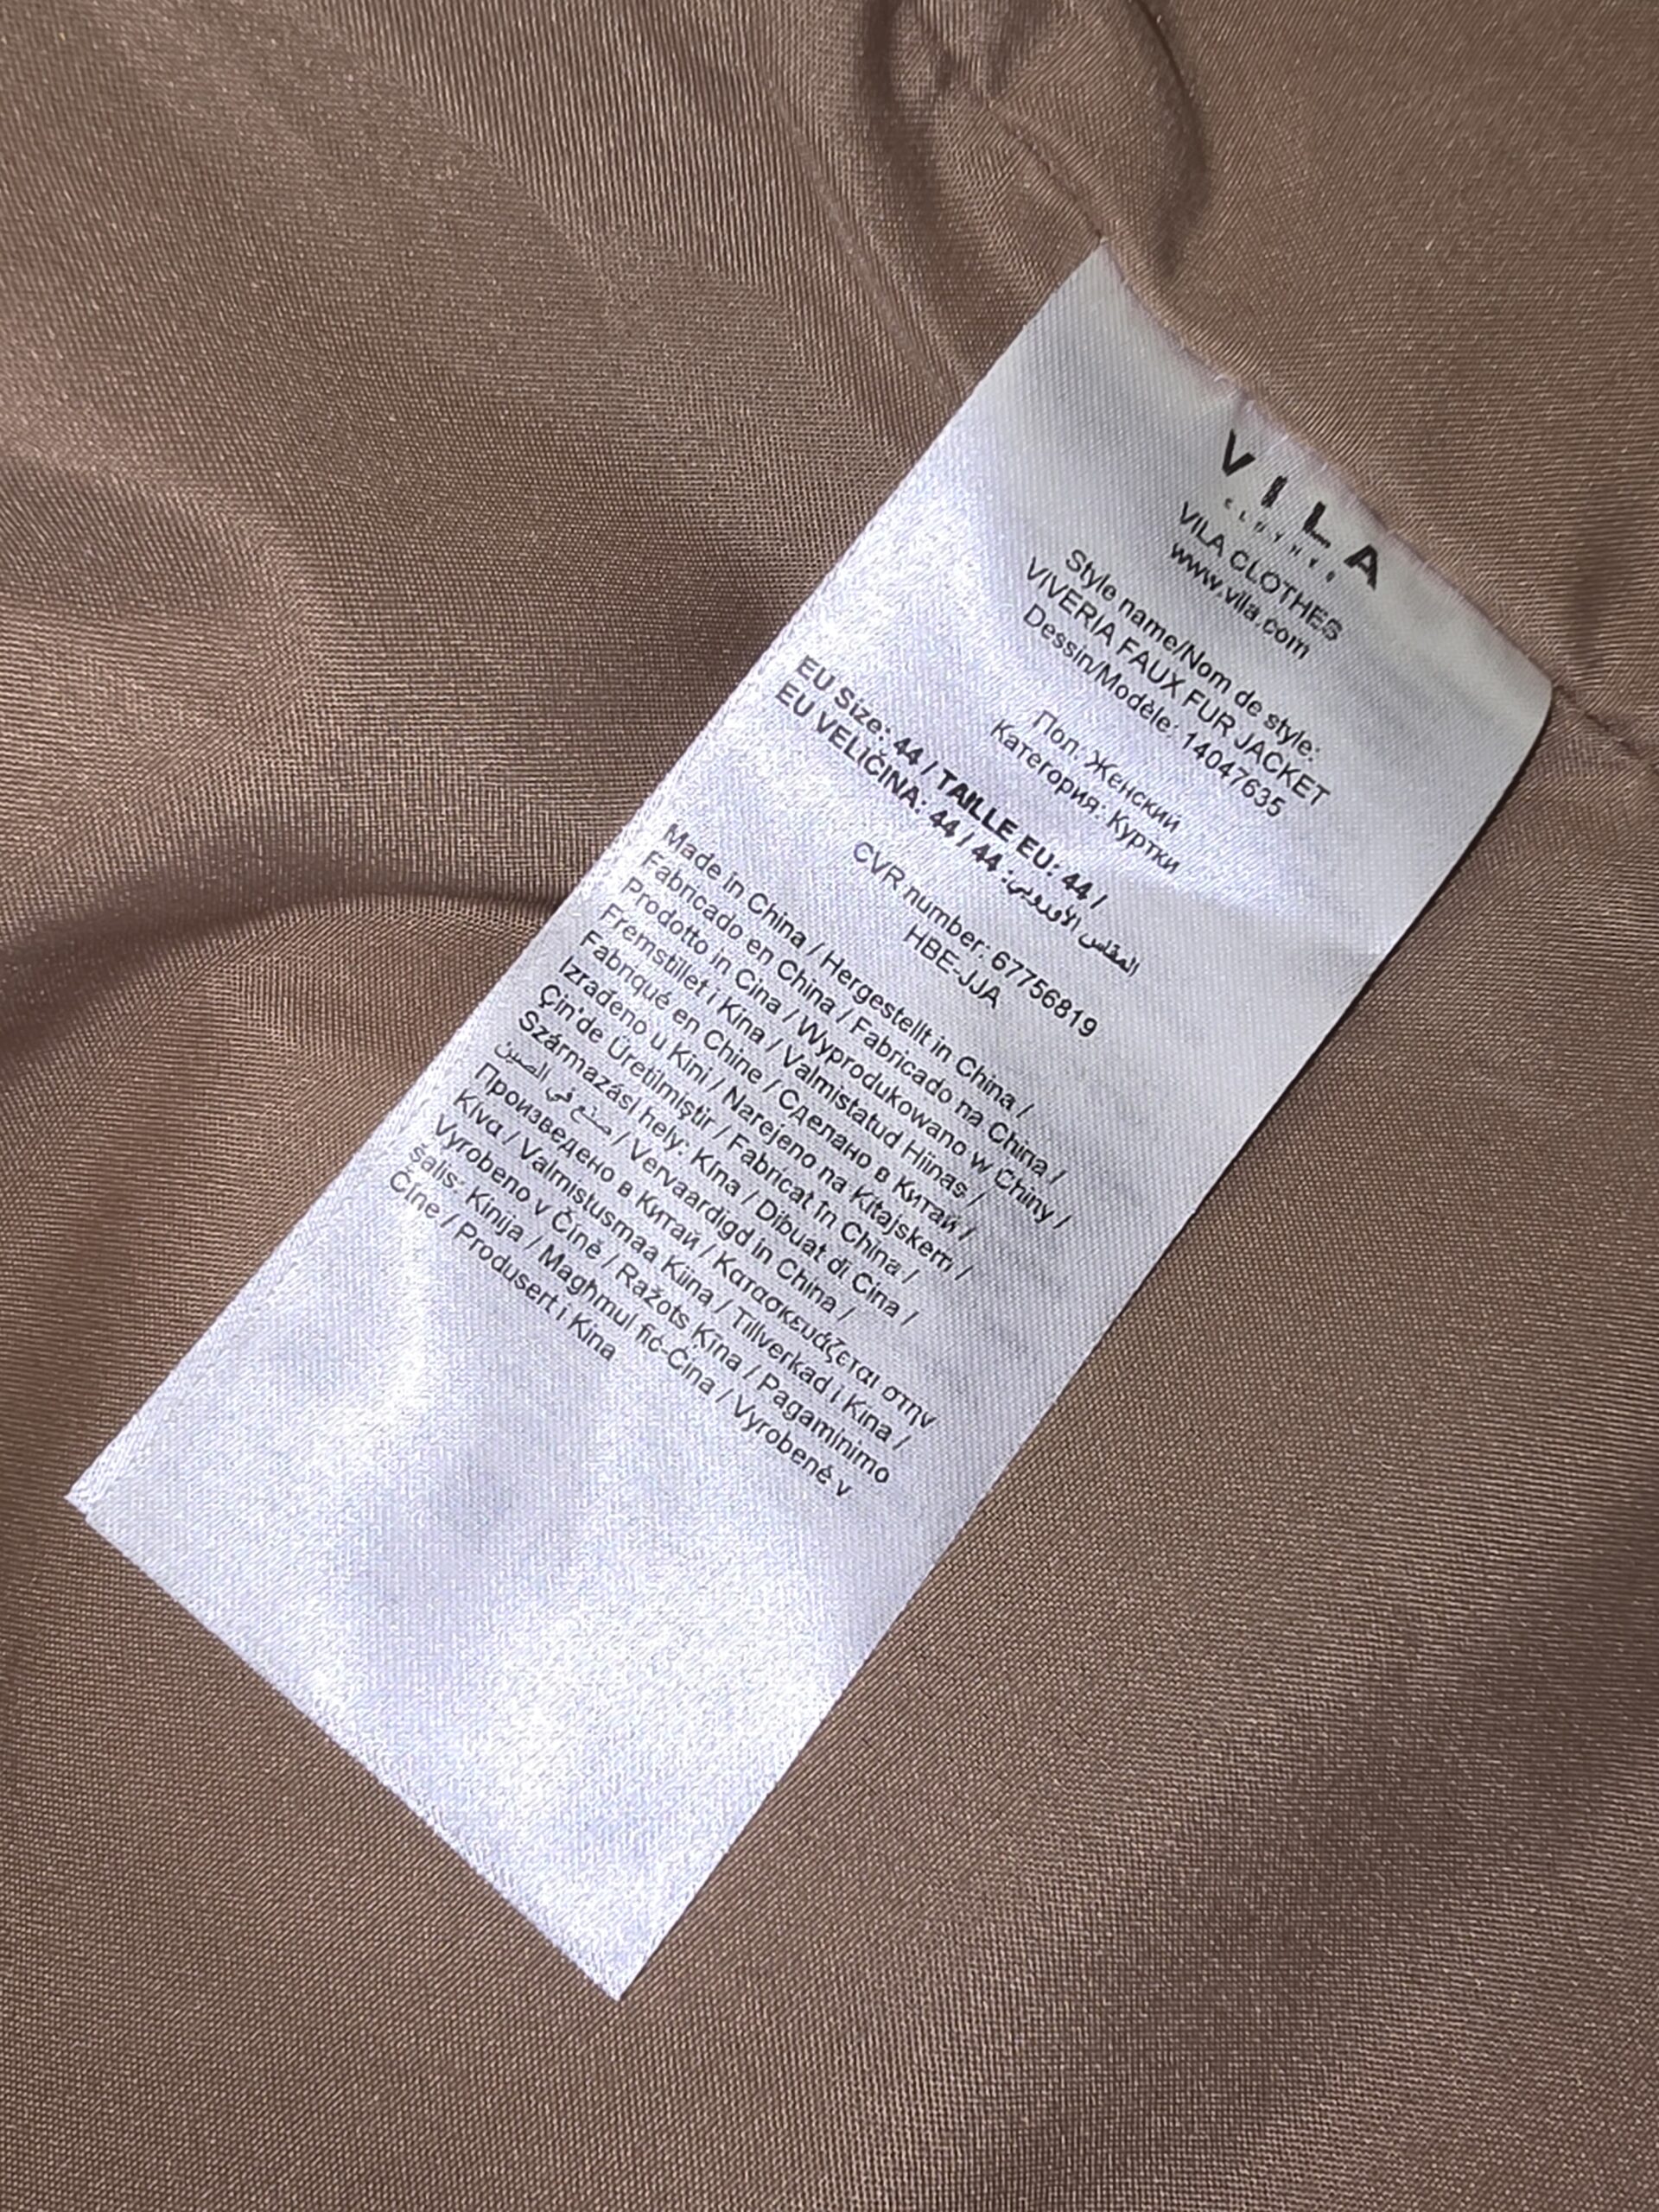 VILA
CLOTHES
VILA CLOTHES
www.vila.com
Style name/Nom de style:
VIVERIA FAUX FUR JACKET
Dessin/Modèle: 14047635
Пол: Женский
Категория: Куртки
EU Size: 44 / TAILLE EU: 44 /
EU VELIČINA: 44 / 44 :المقاس الأوروبي
CVR number: 67756819
HBE-JJA
Made in China / Hergestellt in China /
Fabricado en China / Fabricado na China /
Prodotto in Cina / Wyprodukowano w Chiny /
Fremstillet i Kina / Valmistatud Hiinas /
Fabriqué en Chine / Сделано в Китай /
Izrađeno u Kini / Narejeno na Kitajskem /
Çin'de Üretilmiştir / Fabricat în China /
Származási hely: Kína / Dibuat di Cina /
صنع في الصين / Vervaardigd in China /
Произведено в Китай / Κατασκευάζεται στην
Κίνα / Valmistusmaa Kiina / Tillverkad i Kina /
Vyrobeno v Číně / Ražots Ķīna / Pagaminimo
šalis: Kinija / Magħmul fiċ-Ċina / Vyrobené v
Číne / Produsert i Kina